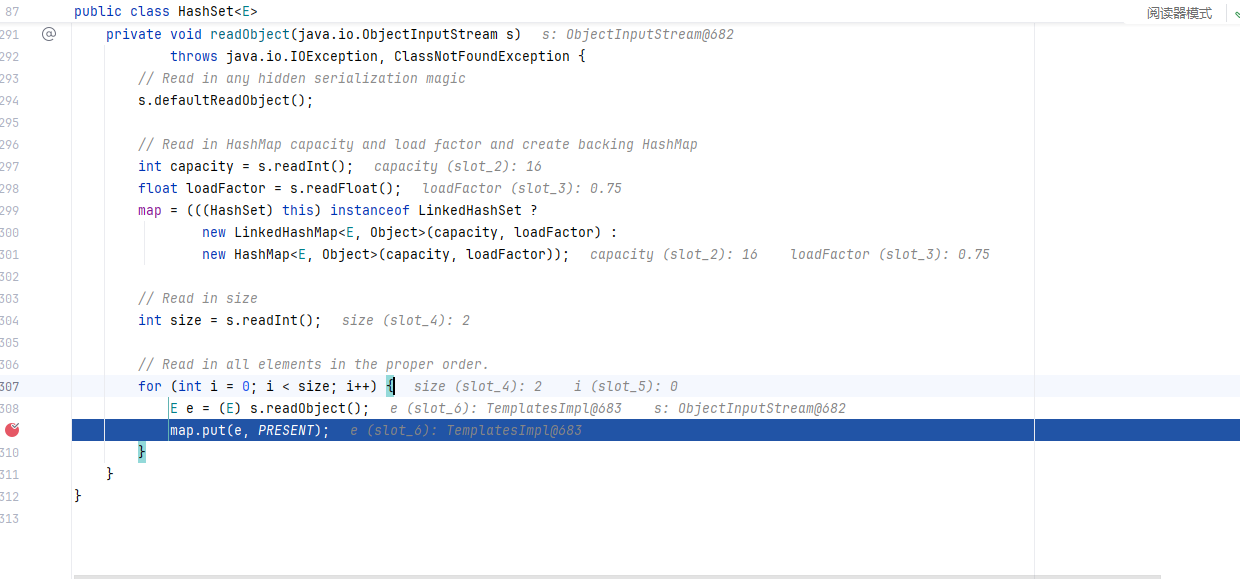 87 public class HashSet<E> 阅读器模式
291 @ private void readObject(java.io.ObjectInputStream s) s: ObjectInputStream@682
292 throws java.io.IOException, ClassNotFoundException {
293 // Read in any hidden serialization magic
294 s.defaultReadObject();
295
296 // Read in HashMap capacity and load factor and create backing HashMap
297 int capacity = s.readInt(); capacity (slot_2): 16
298 float loadFactor = s.readFloat(); loadFactor (slot_3): 0.75
299 map = (((HashSet) this) instanceof LinkedHashSet ?
300 new LinkedHashMap<E, Object>(capacity, loadFactor) :
301 new HashMap<E, Object>(capacity, loadFactor)); capacity (slot_2): 16 loadFactor (slot_3): 0.75
302
303 // Read in size
304 int size = s.readInt(); size (slot_4): 2
305
306 // Read in all elements in the proper order.
307 for (int i = 0; i < size; i++) { size (slot_4): 2 i (slot_5): 0
308 E e = (E) s.readObject(); e (slot_6): TemplatesImpl@683 s: ObjectInputStream@682
map.put(e, PRESENT); e (slot_6): TemplatesImpl@683
310 }
311 }
312 }
313